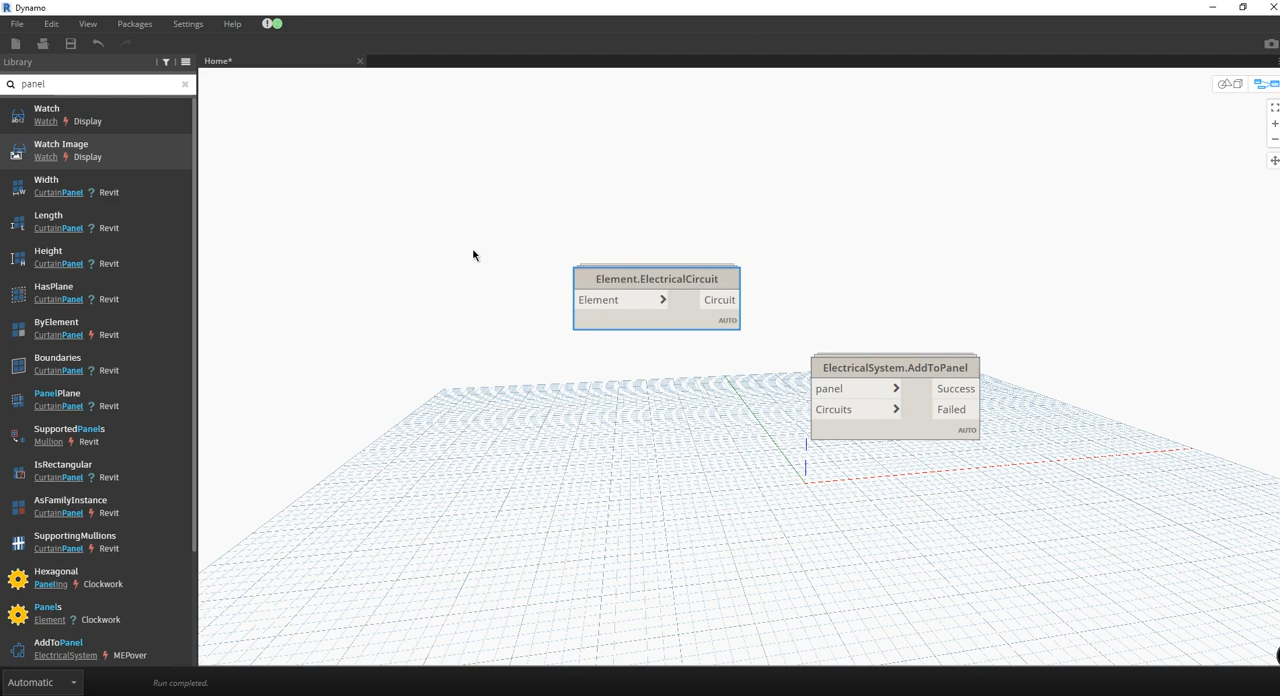 Dynamo
File Edit View Packages Settings Help
Library
Home*
panel
Watch
Watch Display
Watch Image
Watch Display
Width
CurtainPanel ? Revit
Length
CurtainPanel ? Revit
Height
CurtainPanel ? Revit
HasPlane
CurtainPanel ? Revit
ByElement
CurtainPanel Revit
Boundaries
CurtainPanel ? Revit
PanelPlane
CurtainPanel ? Revit
SupportedPanels
Mullion Revit
IsRectangular
CurtainPanel ? Revit
AsFamilyInstance
CurtainPanel Revit
SupportingMullions
CurtainPanel Revit
Hexagonal
Paneling Clockwork
Panels
Element ? Clockwork
AddToPanel
ElectricalSystem MEPover
Element.ElectricalCircuit
Element > Circuit
AUTO
ElectricalSystem.AddToPanel
panel > Success
Circuits > Failed
AUTO
Automatic
Run completed.